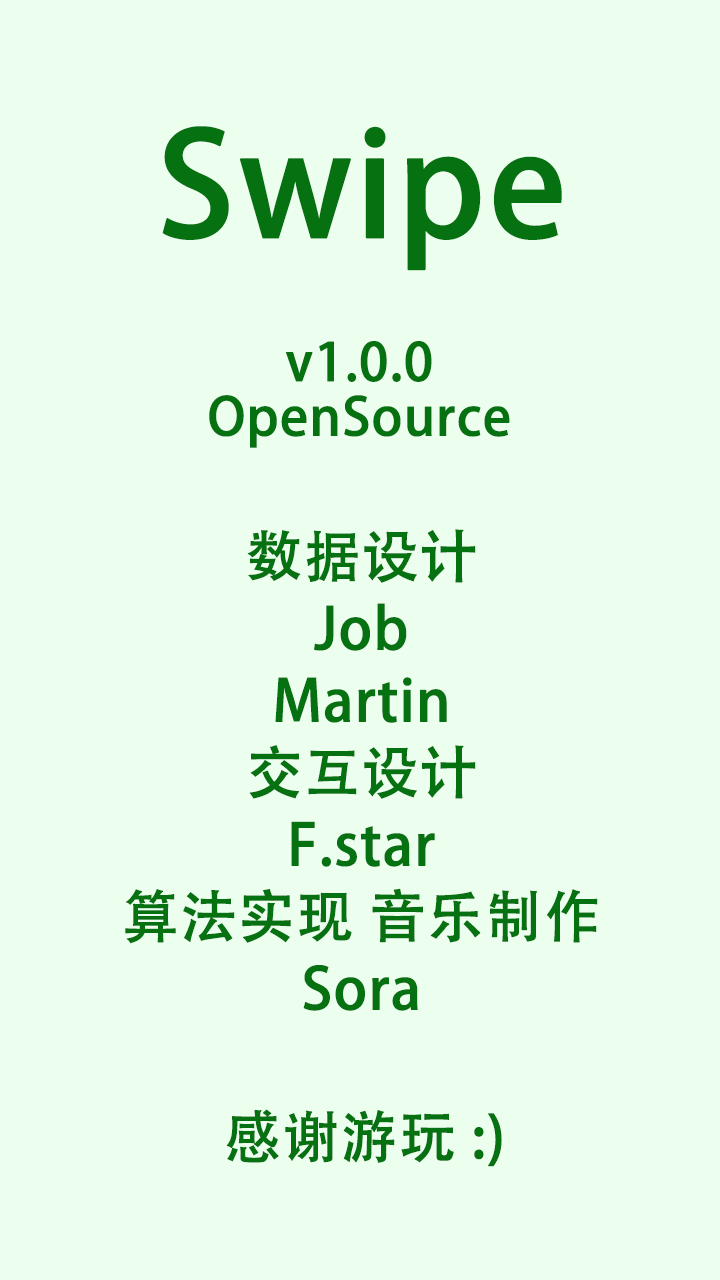 Swipe
v1.0.0
OpenSource
数据设计
Job
Martin
交互设计
F.star
算法实现 音乐制作
Sora
感谢游玩 :)